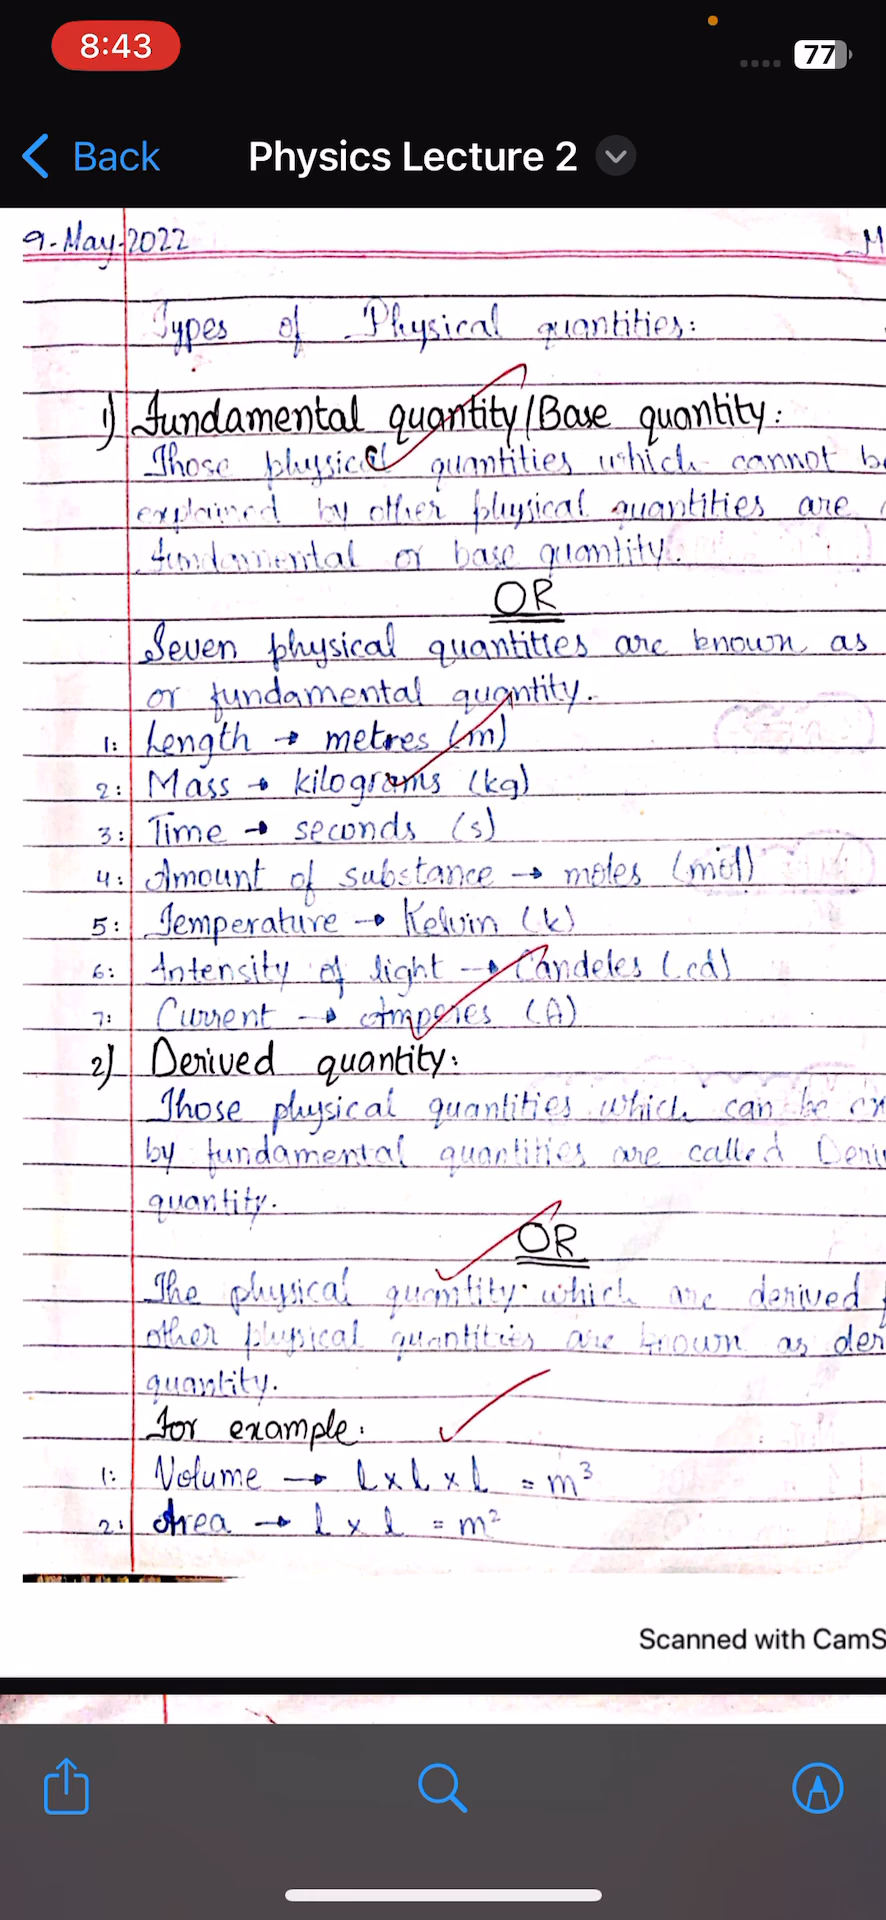 8:43
77
Back
Physics Lecture 2
9-May-2022 M
Types of Physical quantities:
1) Fundamental quantity/Base quantity:
Those physical quantities which cannot be
explained by other physical quantities are
fundamental or base quantity.
OR
Seven physical quantities are known as
or fundamental quantity.
1: Length → metres (m)
2: Mass → kilograms (kg)
3: Time → seconds (s)
4: Amount of substance → moles (mol)
5: Temperature → Kelvin (k)
6: Intensity of light → Candeles (cd)
7: Current → Amperes (A)
2) Derived quantity:
Those physical quantities which can be ex
by fundamental quantities are called Deri
quantity.
OR
The physical quantity which are derived f
other physical quantities are known as der
quantity.
For example:
1: Volume → l x l x l = m³
2: Area → l x l = m²
Scanned with CamS